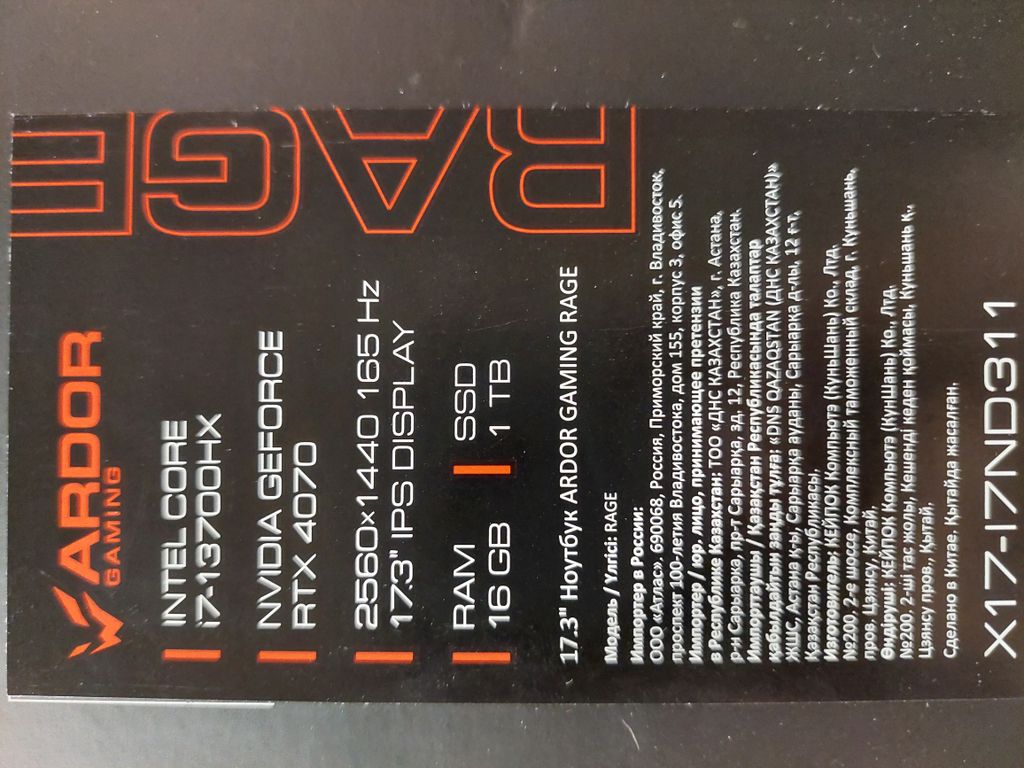 ARDOR
GAMING
RAGE
INTEL CORE
i7-13700HX
NVIDIA GEFORCE
RTX 4070
2560×1440 165 Hz
17.3" IPS DISPLAY
RAM | SSD
16 GB | 1 TB
17.3" Ноутбук ARDOR GAMING RAGE
Модель / Үлгісі: RAGE
Импортер в России:
ООО «Атлас» 690068, Россия, Приморский край, г. Владивосток,
проспект 100-летия Владивостока, дом 155, корпус 3, офис 5.
в Республике Казахстан: ТОО «ДНС КАЗАХСТАН», г. Астана,
р-н Сарыарка, пр-т Сарыарка, зд. 12, Республика Казахстан.
Импортер / юр. лицо, принимающее претензии
Импорттаушы / Қазақстан Республикасында талаптар
қабылдайтын заңды тұлға: «DNS QAZAQSTAN (ДНС КАЗАХСТАН)»
ЖШС, Астана қ-ы, Сарыарқа ауданы, Сарыарка д-лы, 12 ғ-т,
Қазақстан Республикасы.
Изготовитель: КЕЙПОК Компьютэ (КуньШань) Ко., Лтд.
№200 2-е шоссе, Комплексный таможенный склад, г. Куньшань,
пров. Цзянсу, Китай.
Өндіруші: КЕЙПОК Компьютэ (КунШань) Ко., Лтд.
№200 2-ші тас жолы, Кешенді кеден қоймасы, Куньшань к.,
Цзянсу пров., Қытай.
Сделано в Китае. Қытайда жасалған.
X17-I7ND311